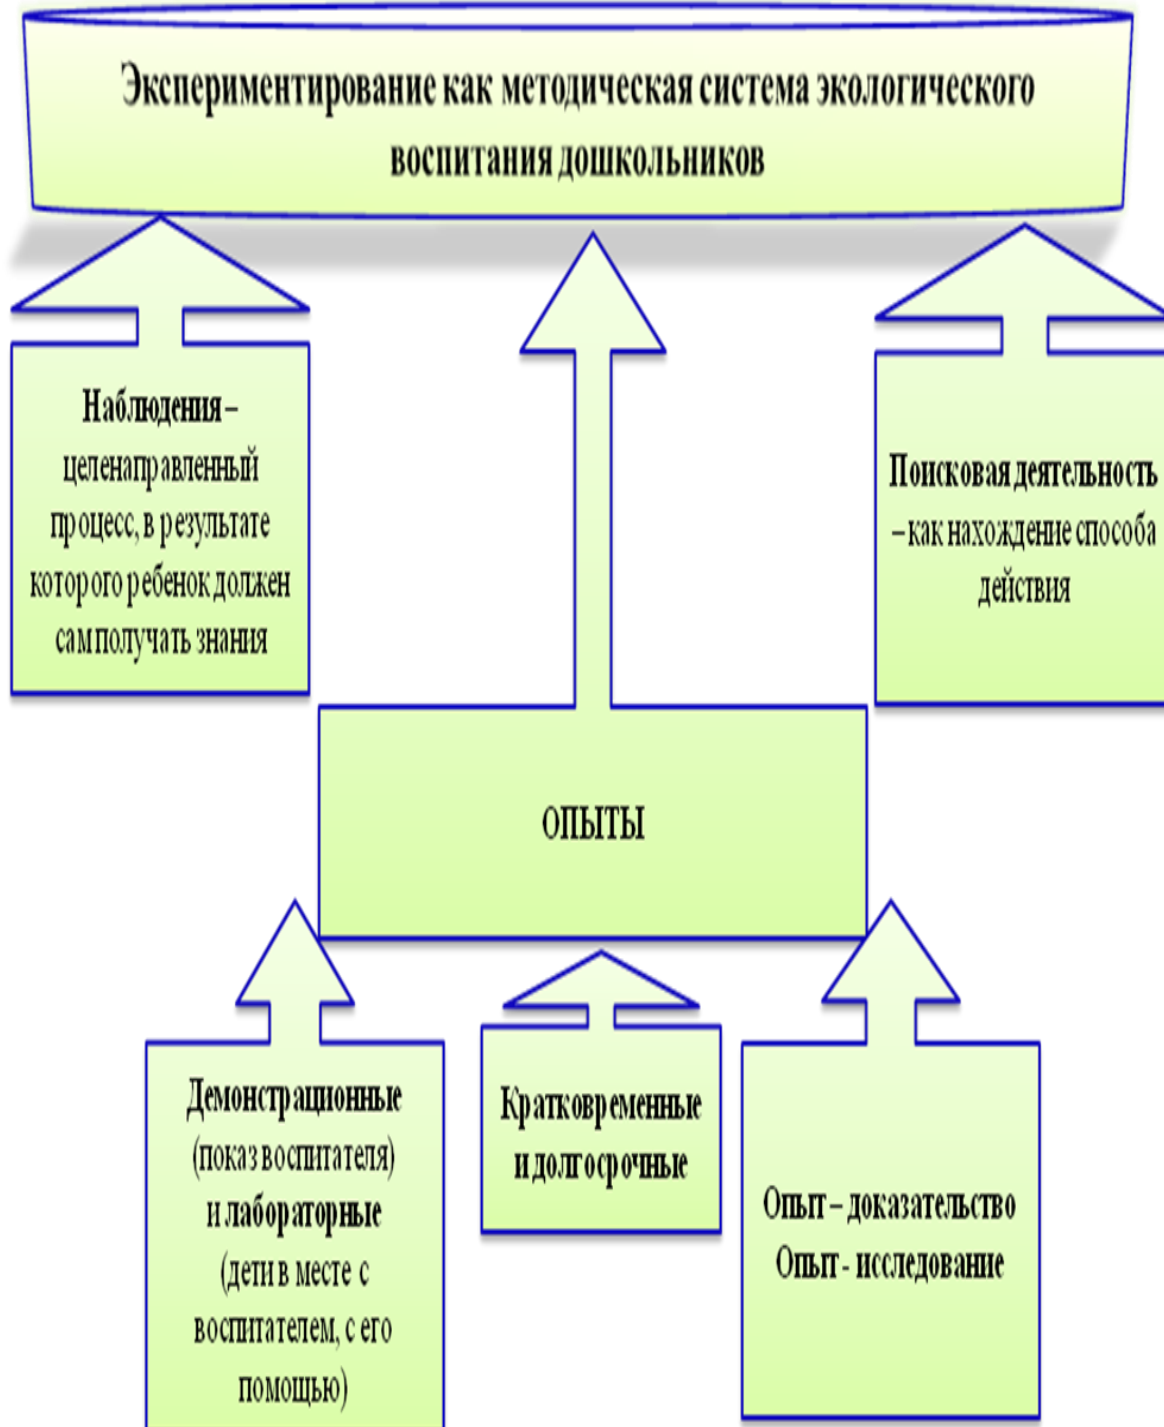 Экспериментирование как методическая система экологического
воспитания дошкольников
Наблюдения –
целенаправленный
процесс, в результате
которого ребенок должен
сам получать знания
Поисковая деятельность
– как нахождение способа
действия
ОПЫТЫ
Демонстрационные
(показ воспитателя)
и лабораторные
(дети в месте с
воспитателем, с его
помощью)
Кратковременные
и долгосрочные
Опыт – доказательство
Опыт - исследование